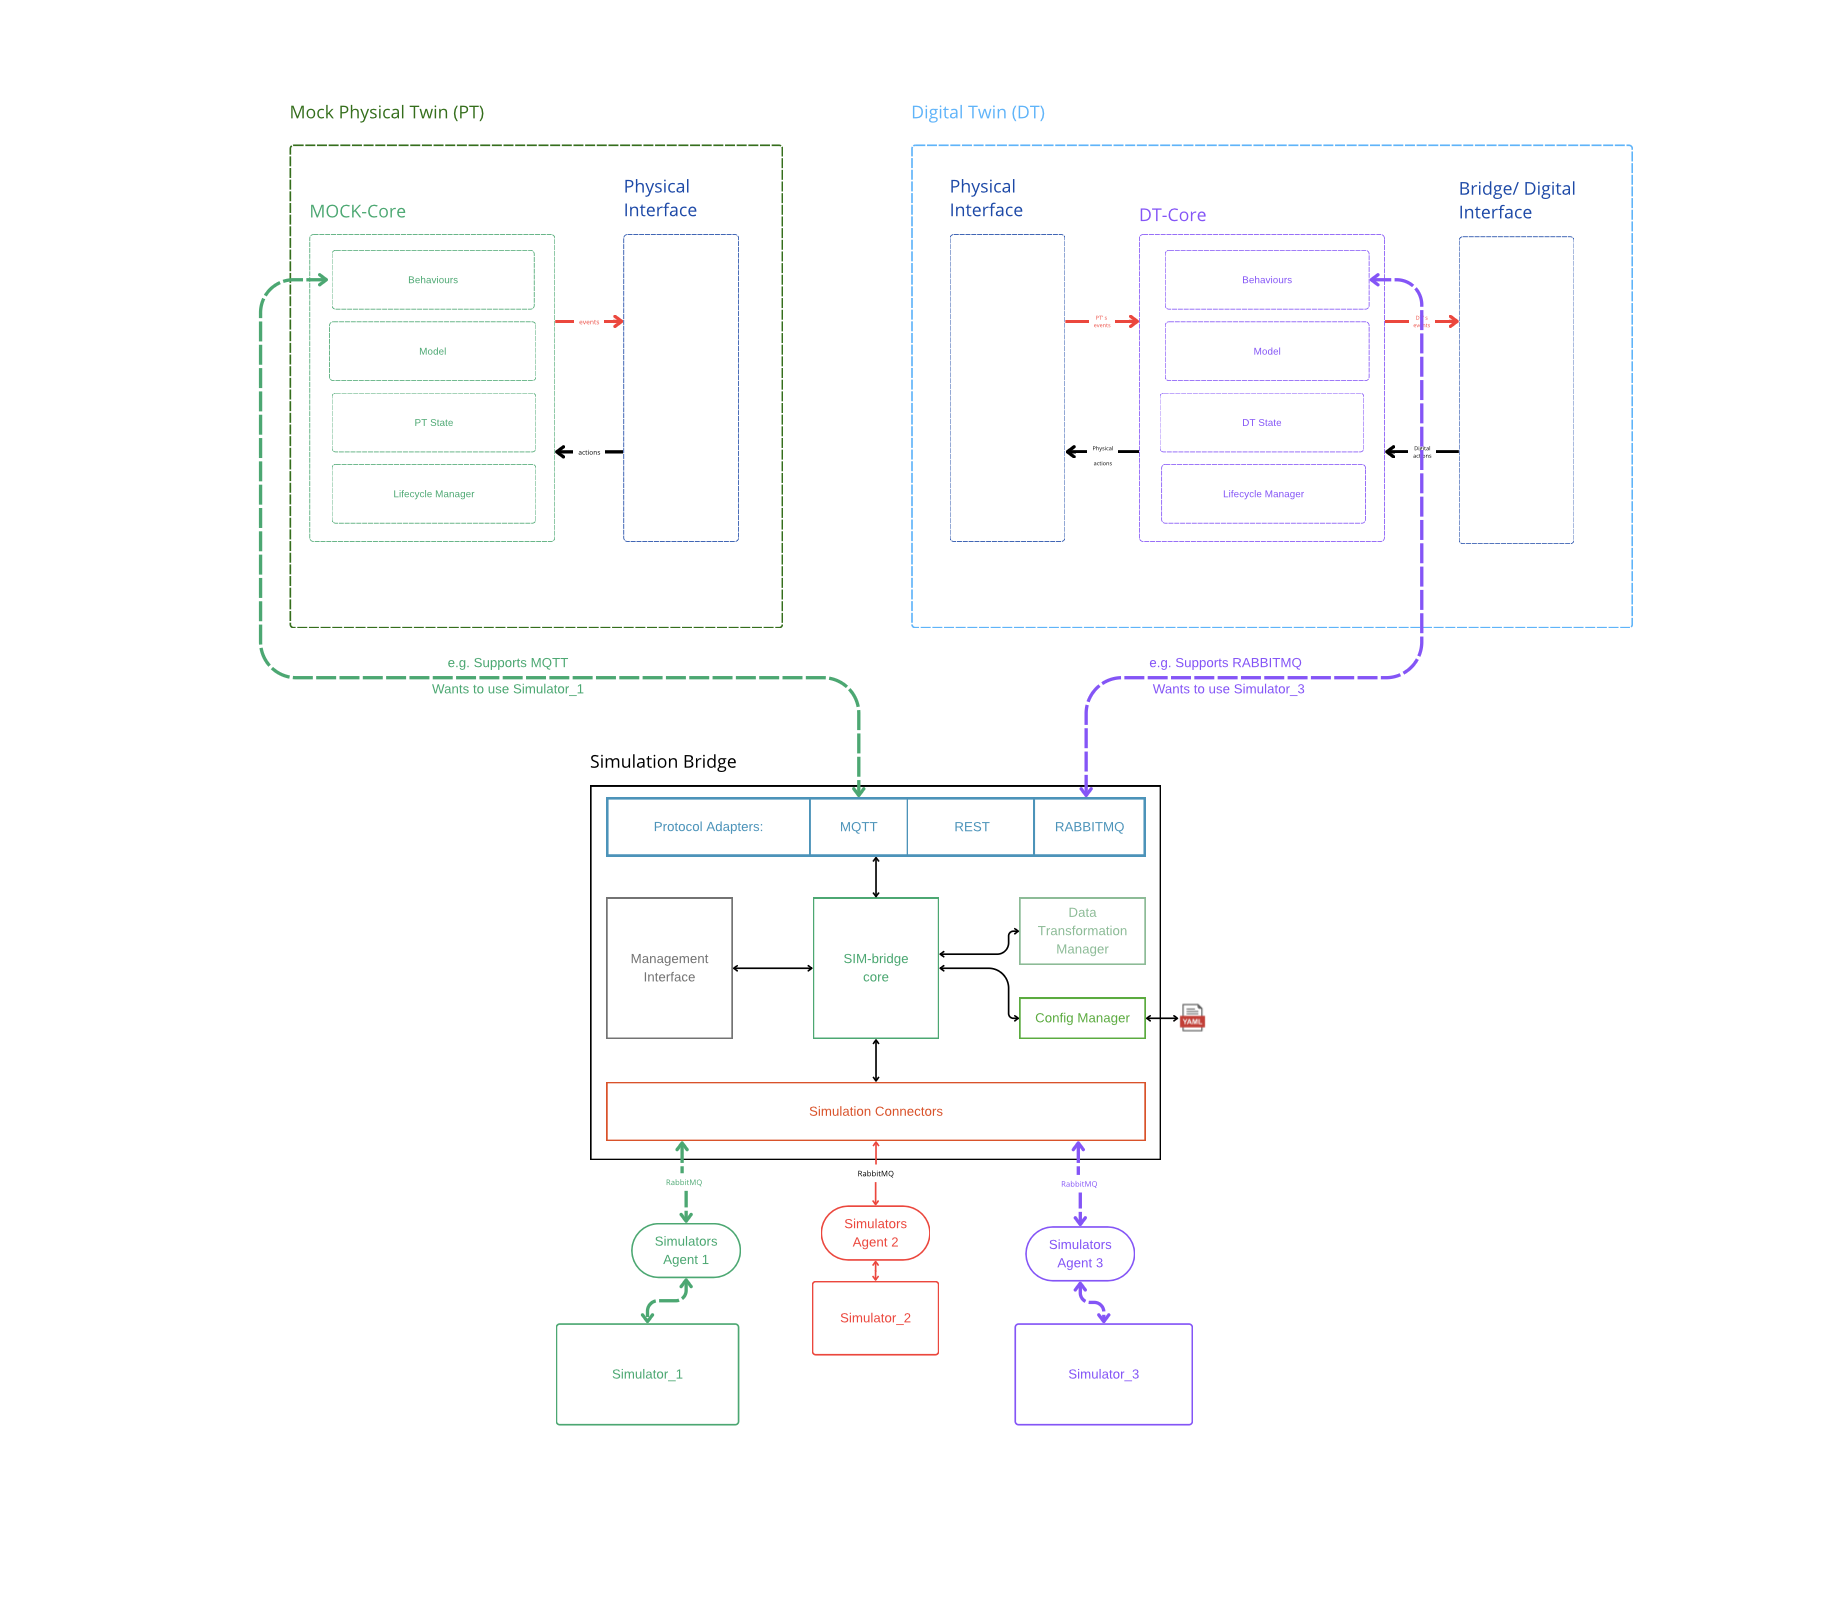 Mock Physical Twin (PT)
MOCK-Core
Behaviours
Model
PT State
Lifecycle Manager
events
actions
Physical
Interface
Digital Twin (DT)
Physical
Interface
PT's
events
Physical
actions
DT-Core
Behaviours
Model
DT State
Lifecycle Manager
DT's
events
Digital
actions
Bridge/ Digital
Interface
e.g. Supports MQTT
Wants to use Simulator_1
e.g. Supports RABBITMQ
Wants to use Simulator_3
Simulation Bridge
Protocol Adapters:
MQTT
REST
RABBITMQ
Management
Interface
SIM-bridge
core
Data
Transformation
Manager
Config Manager
YAML
Simulation Connectors
RabbitMQ
RabbitMQ
RabbitMQ
Simulators
Agent 1
Simulators
Agent 2
Simulators
Agent 3
Simulator_1
Simulator_2
Simulator_3